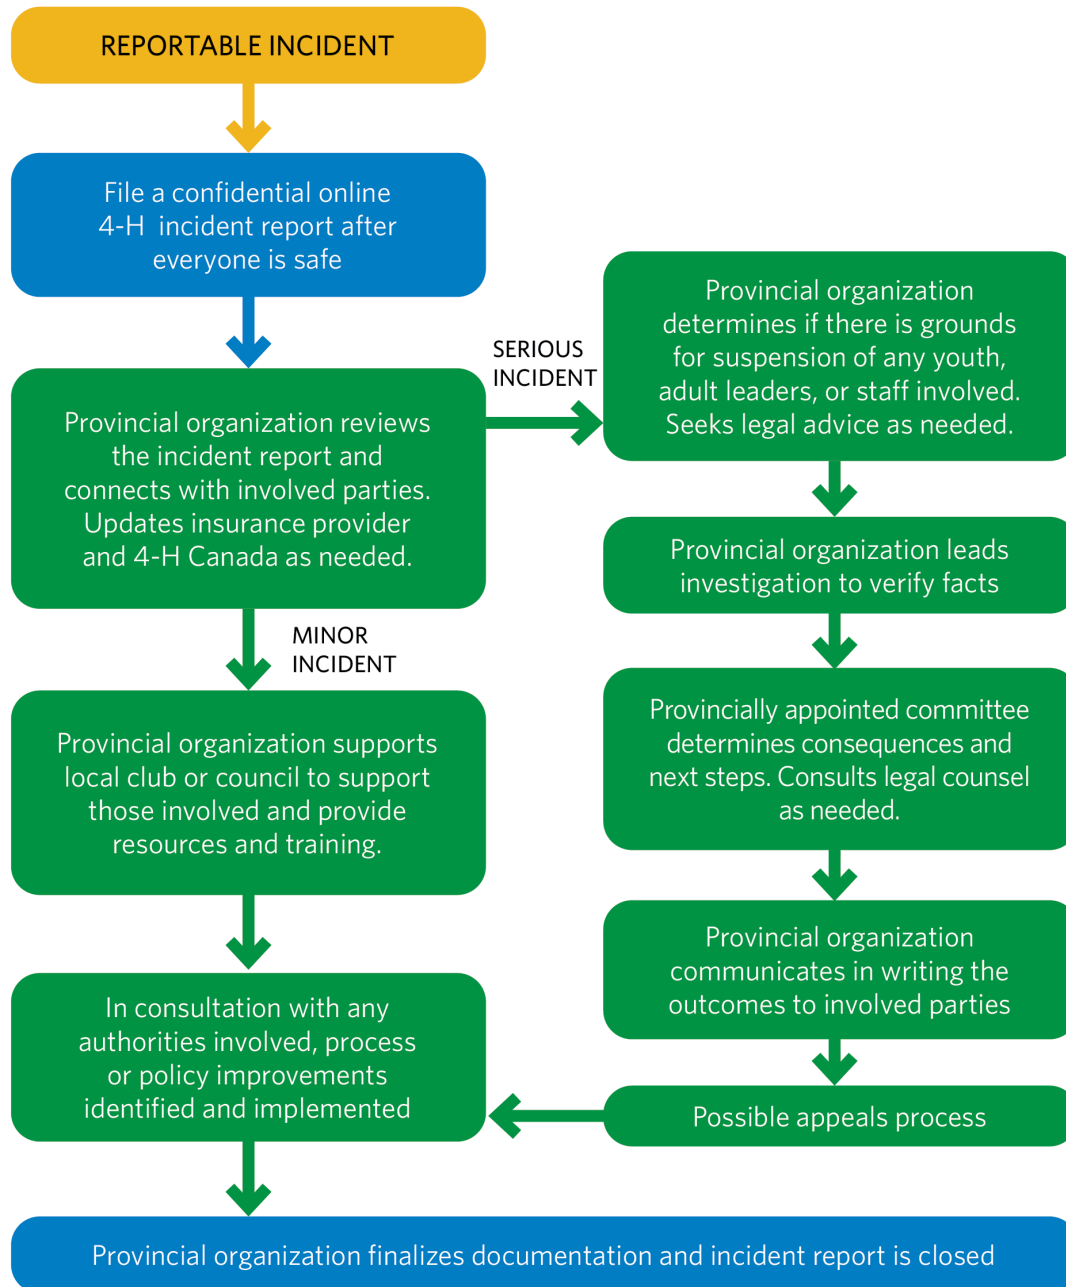 REPORTABLE INCIDENT
File a confidential online
4-H incident report after
everyone is safe
Provincial organization reviews
the incident report and
connects with involved parties.
Updates insurance provider
and 4-H Canada as needed.
SERIOUS
INCIDENT
Provincial organization
determines if there is grounds
for suspension of any youth,
adult leaders, or staff involved.
Seeks legal advice as needed.
Provincial organization leads
investigation to verify facts
Provincially appointed committee
determines consequences and
next steps. Consults legal counsel
as needed.
Provincial organization
communicates in writing the
outcomes to involved parties
Possible appeals process
MINOR
INCIDENT
Provincial organization supports
local club or council to support
those involved and provide
resources and training.
In consultation with any
authorities involved, process
or policy improvements
identified and implemented
Provincial organization finalizes documentation and incident report is closed